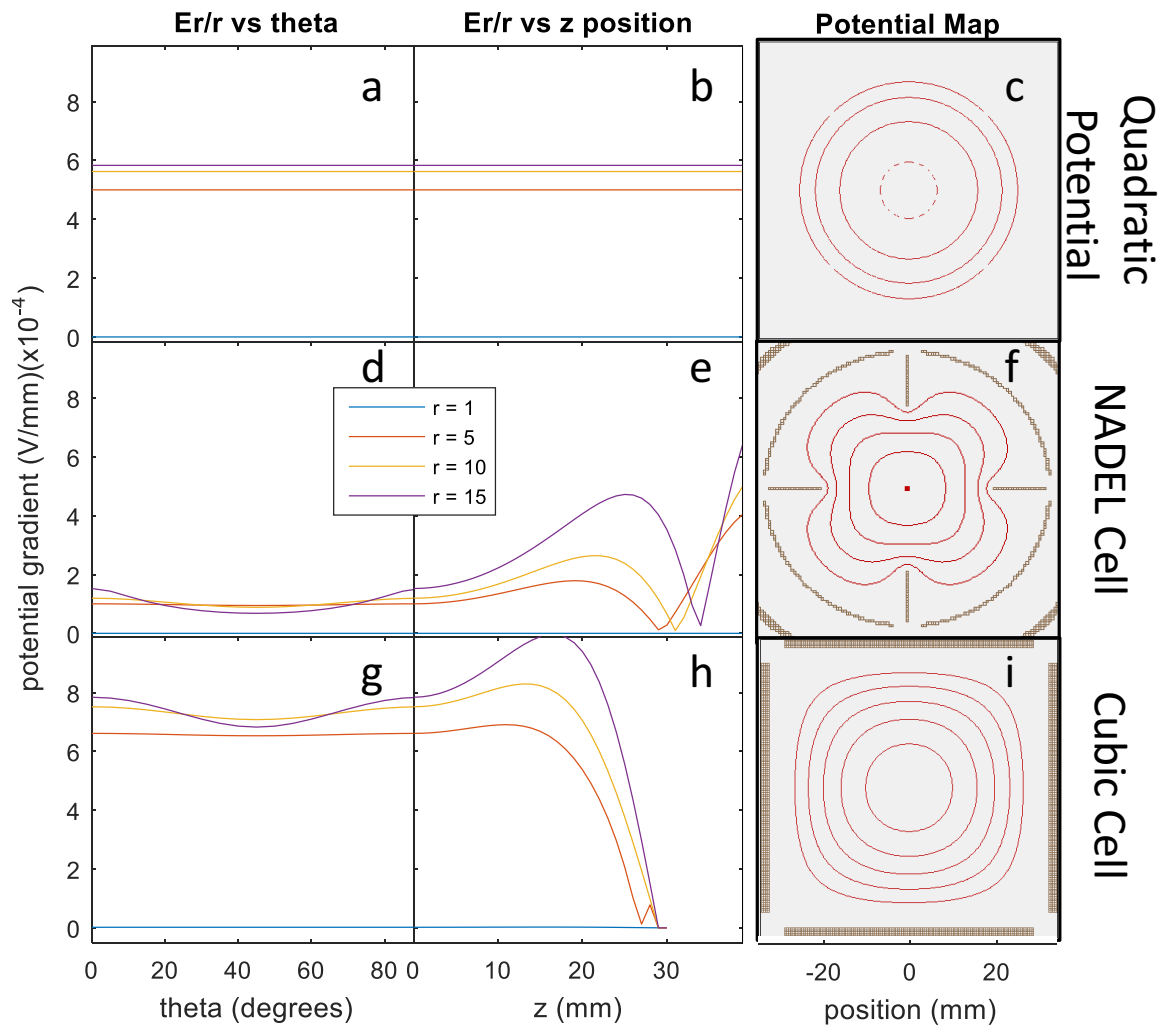 Er/r vs theta
Er/r vs z position
Potential Map
a
b
c
8
6
4
2
0
Quadratic
Potential
d
e
f
r = 1
r = 5
r = 10
r = 15
8
6
4
2
0
NADEL Cell
g
h
i
8
6
4
2
0
Cubic Cell
potential gradient (V/mm)(x10⁻⁴)
0
20
40
60
80
0
10
20
30
-20
0
20
theta (degrees)
z (mm)
position (mm)